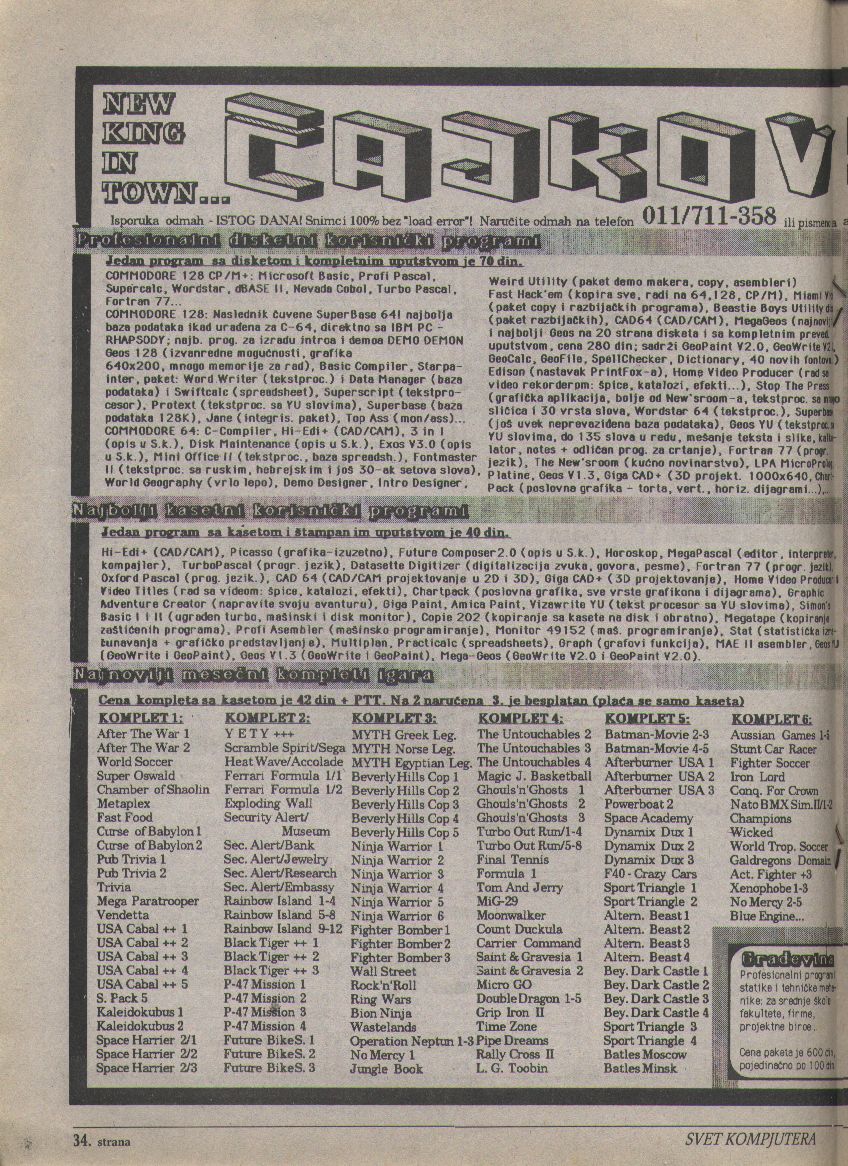 NEW
KING
IN
TOWN...
ČAJKOV
Isporuka odmah - ISTOG DANA! Snimci 100% bez "load error"! Naručite odmah na telefon 011/711-358 ili pismena
Profesionalni disketni korisnički programi
Jedan program sa disketom i kompletnim uputstvom je 70 din.
COMMODORE 128 CP/M+: Microsoft Basic, Profi Pascal,
Supercalc, Wordstar, dBASE II, Nevada Cobol, Turbo Pascal,
Fortran 77...
COMMODORE 128: Naslednik čuvene SuperBase 64! najbolja
baza podataka ikad urađena za C-64, direktno sa IBM PC -
RHAPSODY; najb. prog. za izradu introa i demoa DEMO DEMON
Geos 128 (izvanredne mogućnosti, grafika
640x200, mnogo memorije za rad), Basic Compiler, Starpa-
inter, paket: Word Writer (tekstproc.) i Data Manager (baza
podataka) i Swiftcalc (spreadsheet), Superscript (tekstpro-
cesor), Protext (tekstproc. sa YU slovima), Superbase (baza
podataka 128K), Jane (integris. paket), Top Ass (mon/ass)...
COMMODORE 64: C-Compiler, Hi-Edi+ (CAD/CAM), 3 in 1
(opis u S.k.), Disk Maintenance (opis u S.k.), Exos V3.0 (opis
u S.k.), Mini Office II (tekstproc., baza spreadsh.), Fontmaster
II (tekstproc. sa ruskim, hebrejskim i još 30-ak setova slova),
World Geography (vrlo lepo), Demo Designer, Intro Designer,
Weird Utility (paket demo makera, copy, asembleri)
Fast Hack'em (kopira sve, radi na 64,128, CP/M), Miami
(paket copy i razbijačkih programa), Beastie Boys Utility
(paket razbijačkih), CAD64 (CAD/CAM), MegaGeos (najnoviji
i najbolji Geos na 20 strana disketa i sa kompletnim preved.
uputstvom, cena 280 din; sadrži GeoPaint V2.0, GeoWrite
GeoCalc, GeoFile, SpellChecker, Dictionary, 40 novih fontova)
Edison (nastavak PrintFox-a), Home Video Producer (rad sa
video rekorderpm: špice, katalozi, efekti...), Stop The Press
(grafička aplikacija, bolje od New'sroom-a, tekstproc. sa
sličica i 30 vrsta slova, Wordstar 64 (tekstproc.),
(još uvek neprevaziđena baza podataka), Geos YU (tekstproc.
YU slovima, do 135 slova u redu, mešanje teksta i slike,
lator, notes + odličan prog. za crtanje), Fortran 77 (progr.
jezik), The New'sroom (kućno novinarstvo), LPA MicroProlog
Platine, Geos V1.3, Giga CAD+ (3D projekt. 1000x640,
Pack (poslovna grafika - torta, vert., horiz. dijagrami...)...
Najbolji kasetni korisnički programi
Jedan program sa kasetom i štampanim uputstvom je 40 din.
Hi-Edi+ (CAD/CAM), Picasso (grafika-izuzetno), Future Composer2.0 (opis u S.k.), Horoskop, MegaPascal (editor, interpreter,
kompajler), TurboPascal (progr. jezik), Datasette Digitizer (digitalizacija zvuka, govora, pesme), Fortran 77 (progr. jezik),
Oxford Pascal (prog. jezik.), CAD 64 (CAD/CAM projektovanje u 2D i 3D), Giga CAD+ (3D projektovanje), Home Video Producer i
Video Titles (rad sa videom: špice, katalozi, efekti), Chartpack (poslovna grafika, sve vrste grafikona i dijagrama), Graphic
Adventure Creator (napravite svoju avanturu), Giga Paint, Amica Paint, Vizawrite YU (tekst procesor sa YU slovima), Simon's
Basic I i II (ugrađen turbo, mašinski i disk monitor), Copie 202 (kopiranje sa kasete na disk i obratno), Megatape (kopiranje
zaštićenih programa), Profi Asembler (mašinsko programiranje), Monitor 49152 (maš. programiranje), Stat (statistička izra-
čunavanja + grafičko predstavljanje), Multiplan, Practicalc (spreadsheets), Graph (grafovi funkcija), MAE II asembler,
(GeoWrite i GeoPaint), Geos V1.3 (GeoWrite i GeoPaint), Mega-Geos (GeoWrite V2.0 i GeoPaint V2.0).
Najnoviji mesečni kompleti igara
Cena kompleta sa kasetom je 42 din + PTT. Na 2 naručena 3. je besplatan (plaća se samo kaseta)
KOMPLET 1:
After The War 1
After The War 2
World Soccer
Super Oswald
Chamber of Shaolin
Metaplex
Fast Food
Curse of Babylon 1
Curse of Babylon 2
Pub Trivia 1
Pub Trivia 2
Trivia
Mega Paratrooper
Vendetta
USA Cabal ++ 1
USA Cabal ++ 2
USA Cabal ++ 3
USA Cabal ++ 4
USA Cabal ++ 5
S. Pack 5
Kaleidokubus 1
Kaleidokubus 2
Space Harrier 2/1
Space Harrier 2/2
Space Harrier 2/3
KOMPLET 2:
Y E T Y +++
Scramble Spirit/Sega
Heat Wave/Accolade
Ferrari Formula 1/1
Ferrari Formula 1/2
Exploding Wall
Security Alert/
Museum
Sec. Alert/Bank
Sec. Alert/Jewelry
Sec. Alert/Research
Sec. Alert/Embassy
Rainbow Island 1-4
Rainbow Island 5-8
Rainbow Island 9-12
Black Tiger ++ 1
Black Tiger ++ 2
Black Tiger ++ 3
P-47 Mission 1
P-47 Mission 2
P-47 Mission 3
P-47 Mission 4
Future BikeS. 1
Future BikeS. 2
Future BikeS. 3
KOMPLET 3:
MYTH Greek Leg.
MYTH Norse Leg.
MYTH Egyptian Leg.
Beverly Hills Cop 1
Beverly Hills Cop 2
Beverly Hills Cop 3
Beverly Hills Cop 4
Beverly Hills Cop 5
Ninja Warrior 1
Ninja Warrior 2
Ninja Warrior 3
Ninja Warrior 4
Ninja Warrior 5
Ninja Warrior 6
Fighter Bomber 1
Fighter Bomber 2
Fighter Bomber 3
Wall Street
Rock'n'Roll
Ring Wars
Bion Ninja
Wastelands
Operation Neptun 1-3
No Mercy 1
Jungle Book
KOMPLET 4:
The Untouchables 2
The Untouchables 3
The Untouchables 4
Magic J. Basketball
Ghouls'n'Ghosts 1
Ghouls'n'Ghosts 2
Ghouls'n'Ghosts 3
Turbo Out Run/1-4
Turbo Out Run/5-8
Final Tennis
Formula 1
Tom And Jerry
MiG-29
Moonwalker
Count Duckula
Carrier Command
Saint & Gravesia 1
Saint & Gravesia 2
Micro GO
Double Dragon 1-5
Grip Iron II
Time Zone
Pipe Dreams
Rally Cross II
L. G. Toobin
KOMPLET 5:
Batman-Movie 2-3
Batman-Movie 4-5
Afterburner USA 1
Afterburner USA 2
Afterburner USA 3
Powerboat 2
Space Academy
Dynamix Dux 1
Dynamix Dux 2
Dynamix Dux 3
F40 - Crazy Cars
Sport Triangle 1
Sport Triangle 2
Altern. Beast 1
Altern. Beast 2
Altern. Beast 3
Altern. Beast 4
Bey. Dark Castle 1
Bey. Dark Castle 2
Bey. Dark Castle 3
Bey. Dark Castle 4
Sport Triangle 3
Sport Triangle 4
Batles Moscow
Batles Minsk
KOMPLET 6:
Aussian Games
Stunt Car Racer
Fighter Soccer
Iron Lord
Conq. For Crown
Nato BMX Sim.II/1-2
Champions
Wicked
World Trop. Soccer
Galdregons Domain
Act. Fighter +3
Xenophobe 1-3
No Mercy 2-5
Blue Engine...
Građevina
Profesionalni programi
statike i tehničke meha-
nike: za srednje škole
fakultete, firme,
projektne biroe..
Cena paketa je 600 din,
pojedinačno po 100 din
34. strana
SVET KOMPJUTERA